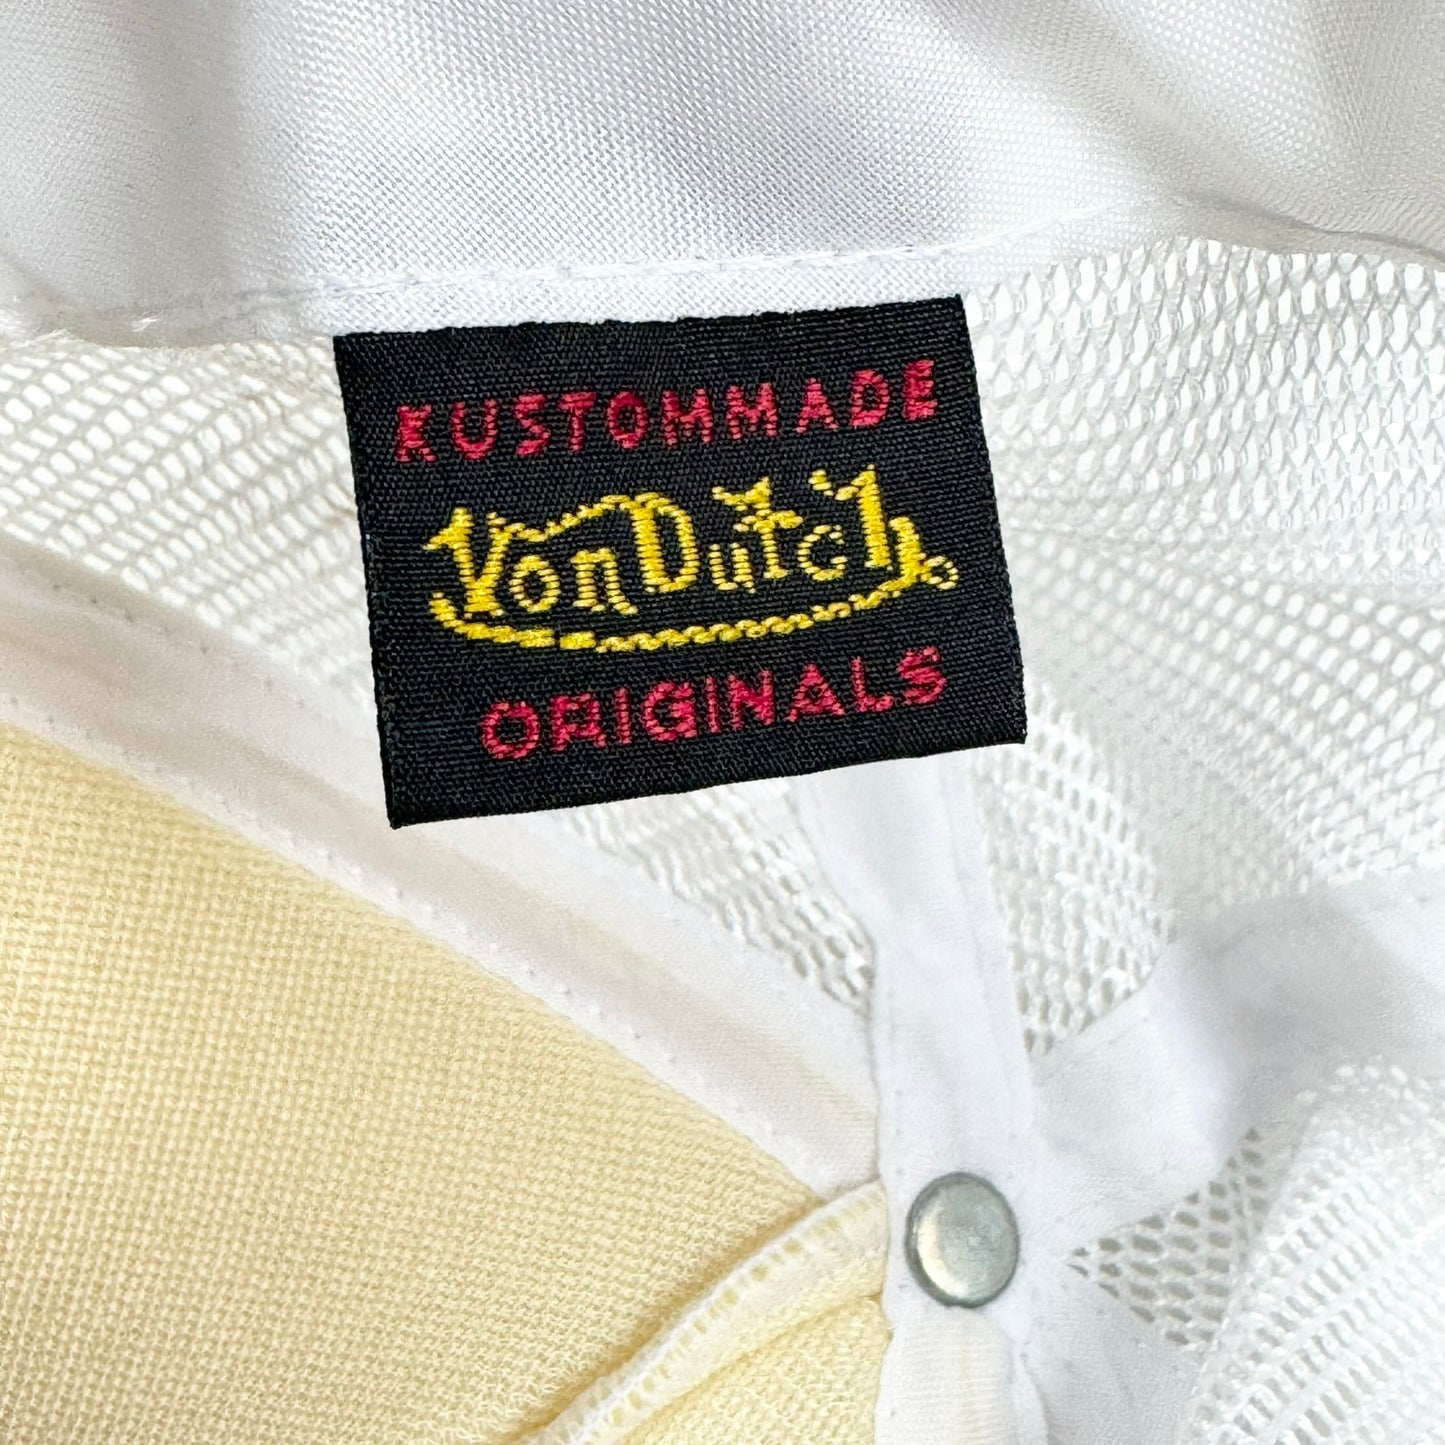 KUSTOMMADE
Von Dutch
ORIGINALS